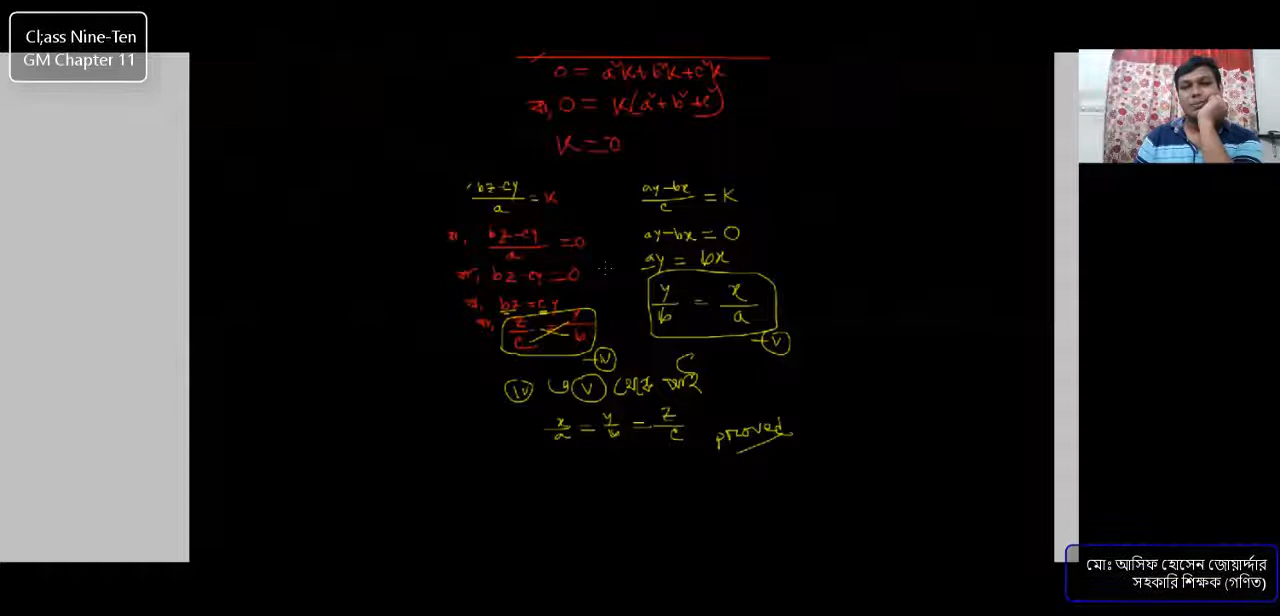 Cl;ass Nine-Ten
GM Chapter 11
0 = a²k+b²k+c²k
বা, 0 = k(a²+b²+c²)
k=0
bz-cy/a = k
বা, bz-cy/a = 0
বা, bz-cy=0
বা, bz = cy
বা, z/c = y/b
iv
ay-bx/c = k
ay-bx = 0
ay = bx
y/b = x/a
v
iv ও v থেকে পাই
x/a = y/b = z/c proved
মোঃ আসিফ হোসেন জোয়ার্দ্দার
সহকারি শিক্ষক (গণিত)